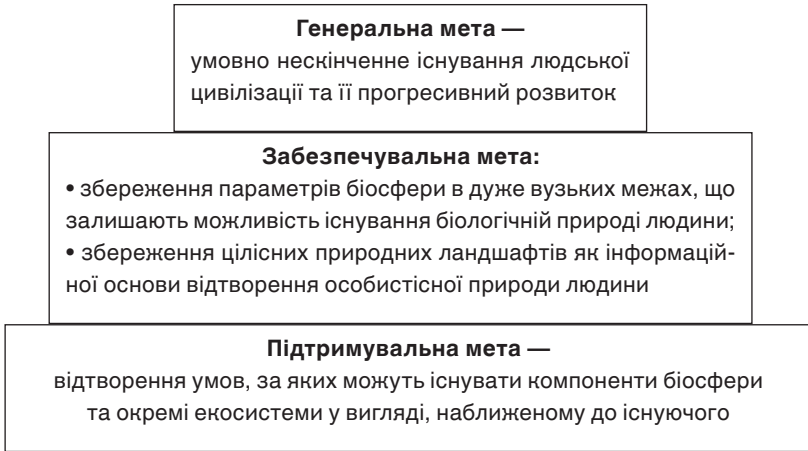 Генеральна мета —
умовно нескінченне існування людської
цивілізації та її прогресивний розвиток
Забезпечувальна мета:
• збереження параметрів біосфери в дуже вузьких межах, що
залишають можливість існування біологічній природі людини;
• збереження цілісних природних ландшафтів як інформацій-
ної основи відтворення особистісної природи людини
Підтримувальна мета —
відтворення умов, за яких можуть існувати компоненти біосфери
та окремі екосистеми у вигляді, наближеному до існуючого